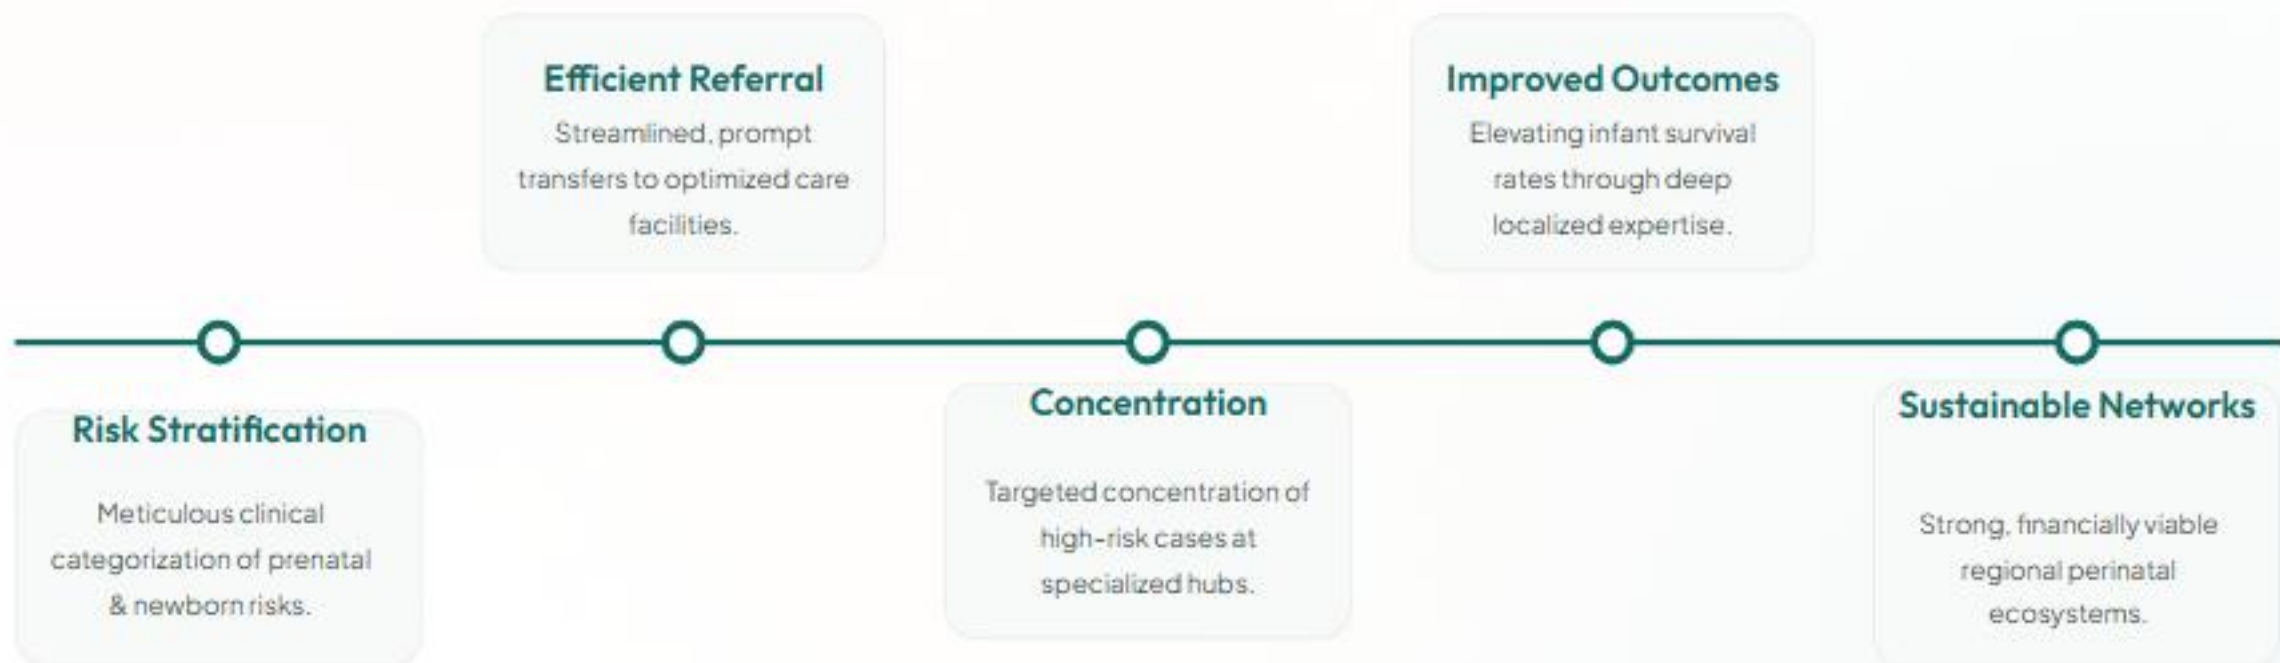 Risk Stratification
Meticulous clinical
categorization of prenatal
& newborn risks.
Efficient Referral
Streamlined, prompt
transfers to optimized care
facilities.
Concentration
Targeted concentration of
high-risk cases at
specialized hubs.
Improved Outcomes
Elevating infant survival
rates through deep
localized expertise.
Sustainable Networks
Strong, financially viable
regional perinatal
ecosystems.